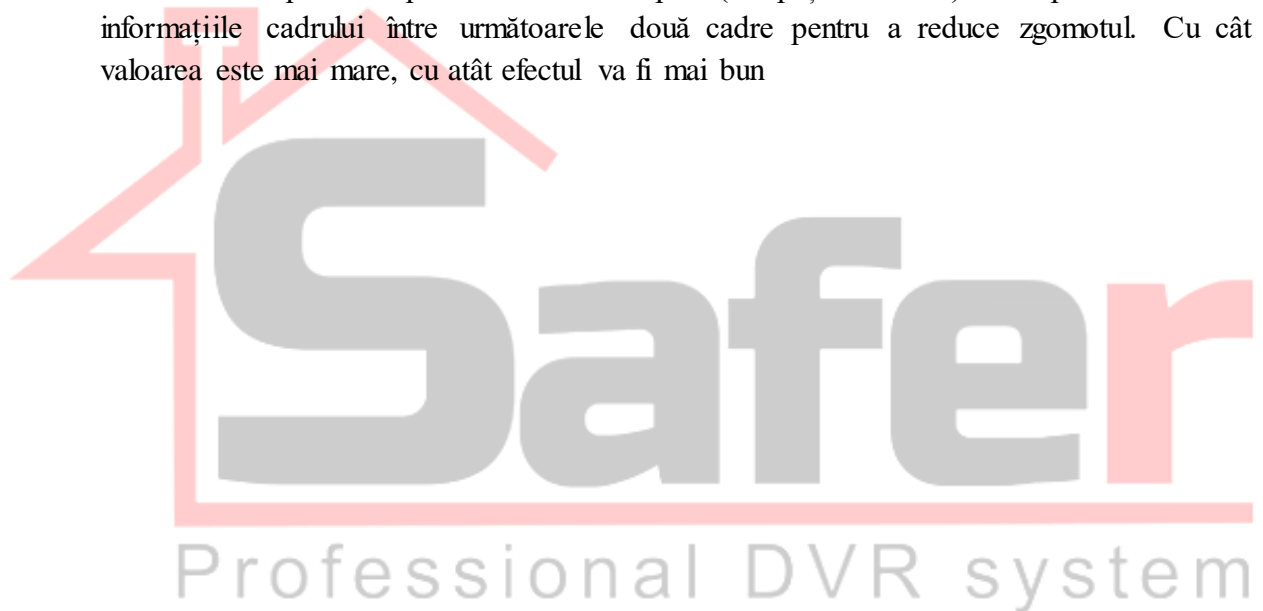 informațiile cadrului între următoarele două cadre pentru a reduce zgomotul. Cu cât
valoarea este mai mare, cu atât efectul va fi mai bun
Safer
Professional DVR system